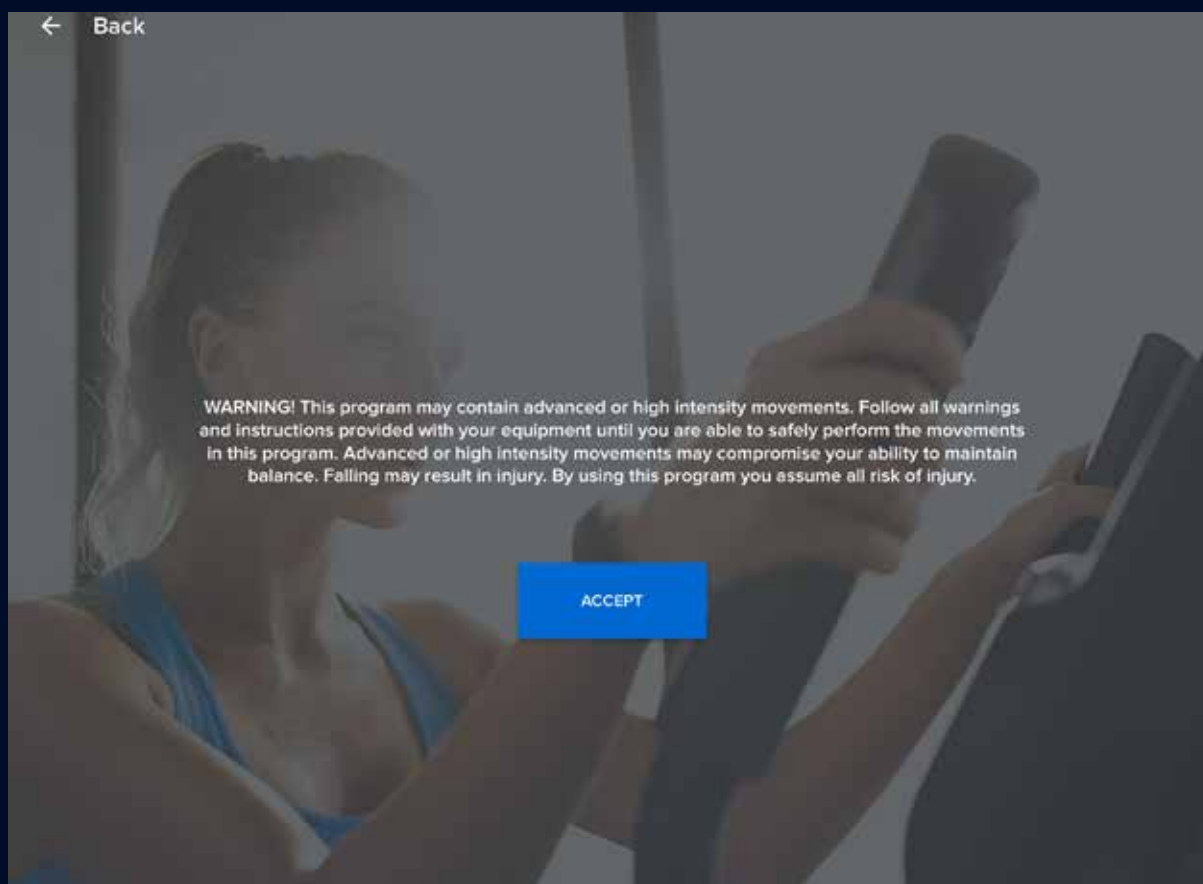 Back
WARNING! This program may contain advanced or high intensity movements. Follow all warnings
and instructions provided with your equipment until you are able to safely perform the movements
in this program. Advanced or high intensity movements may compromise your ability to maintain
balance. Falling may result in injury. By using this program you assume all risk of injury.
ACCEPT